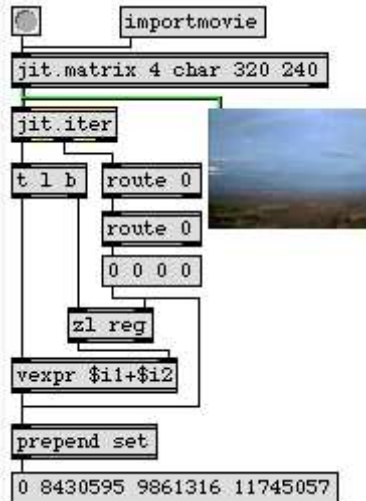 importmovie
jit.matrix 4 char 320 240
jit.iter
t l b
route 0
route 0
0 0 0 0
zl reg
vexpr $i1+$i2
prepend set
0 8430595 9861316 11745057